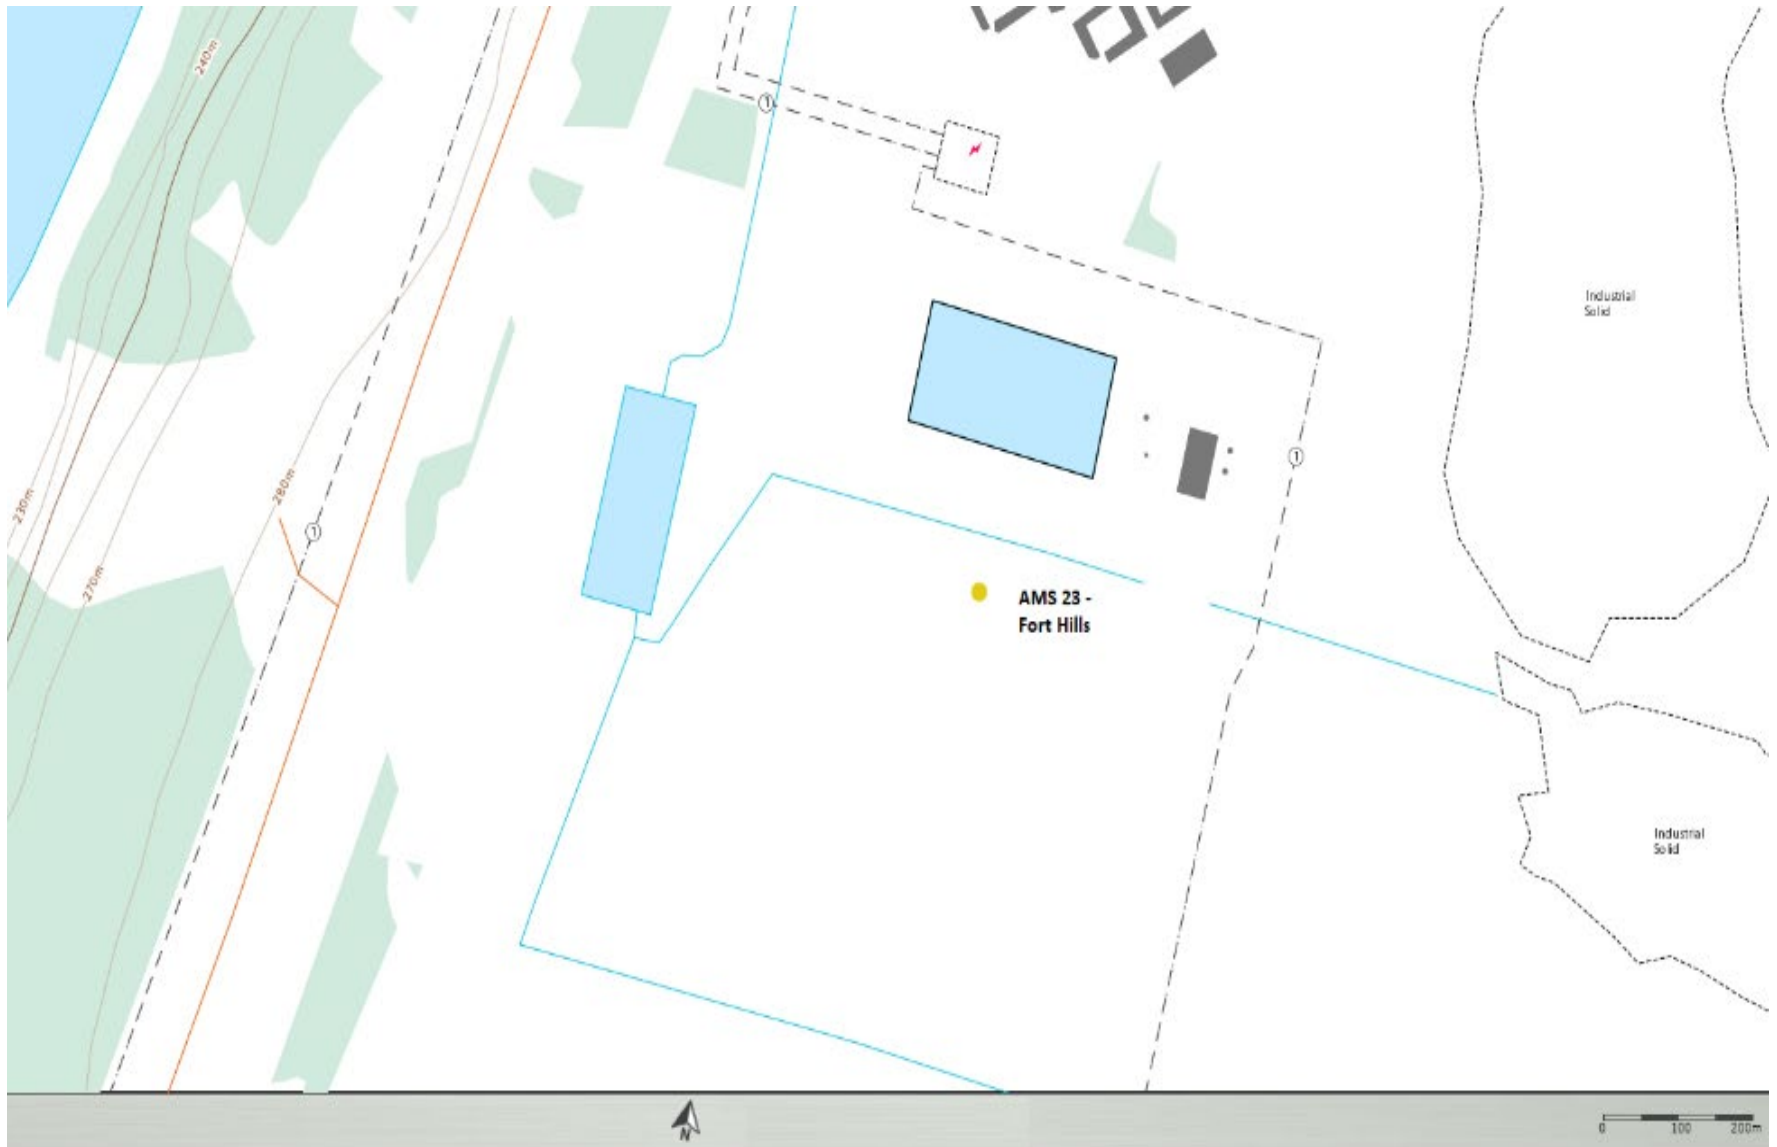 240m
1
Industrial
Solid
1
280m
230m
1
270m
AMS 23 -
Fort Hills
Industrial
Solid
N
0 100 200m